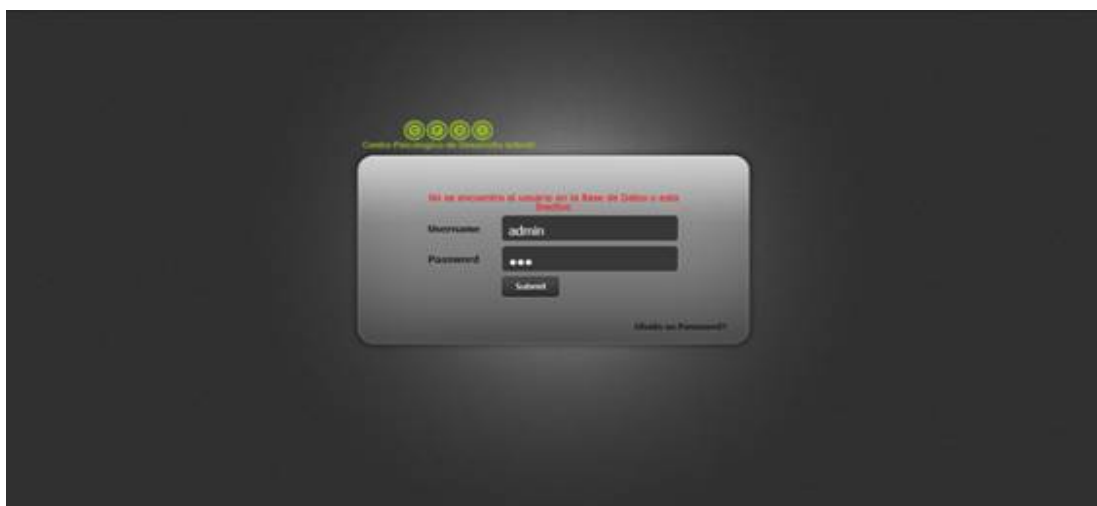 Centro Psicológico de Desarrollo Infantil
No se encuentra el usuario en la Base de Datos o esta
Inactivo
Username
admin
Password
Submit
Olvido su Password?